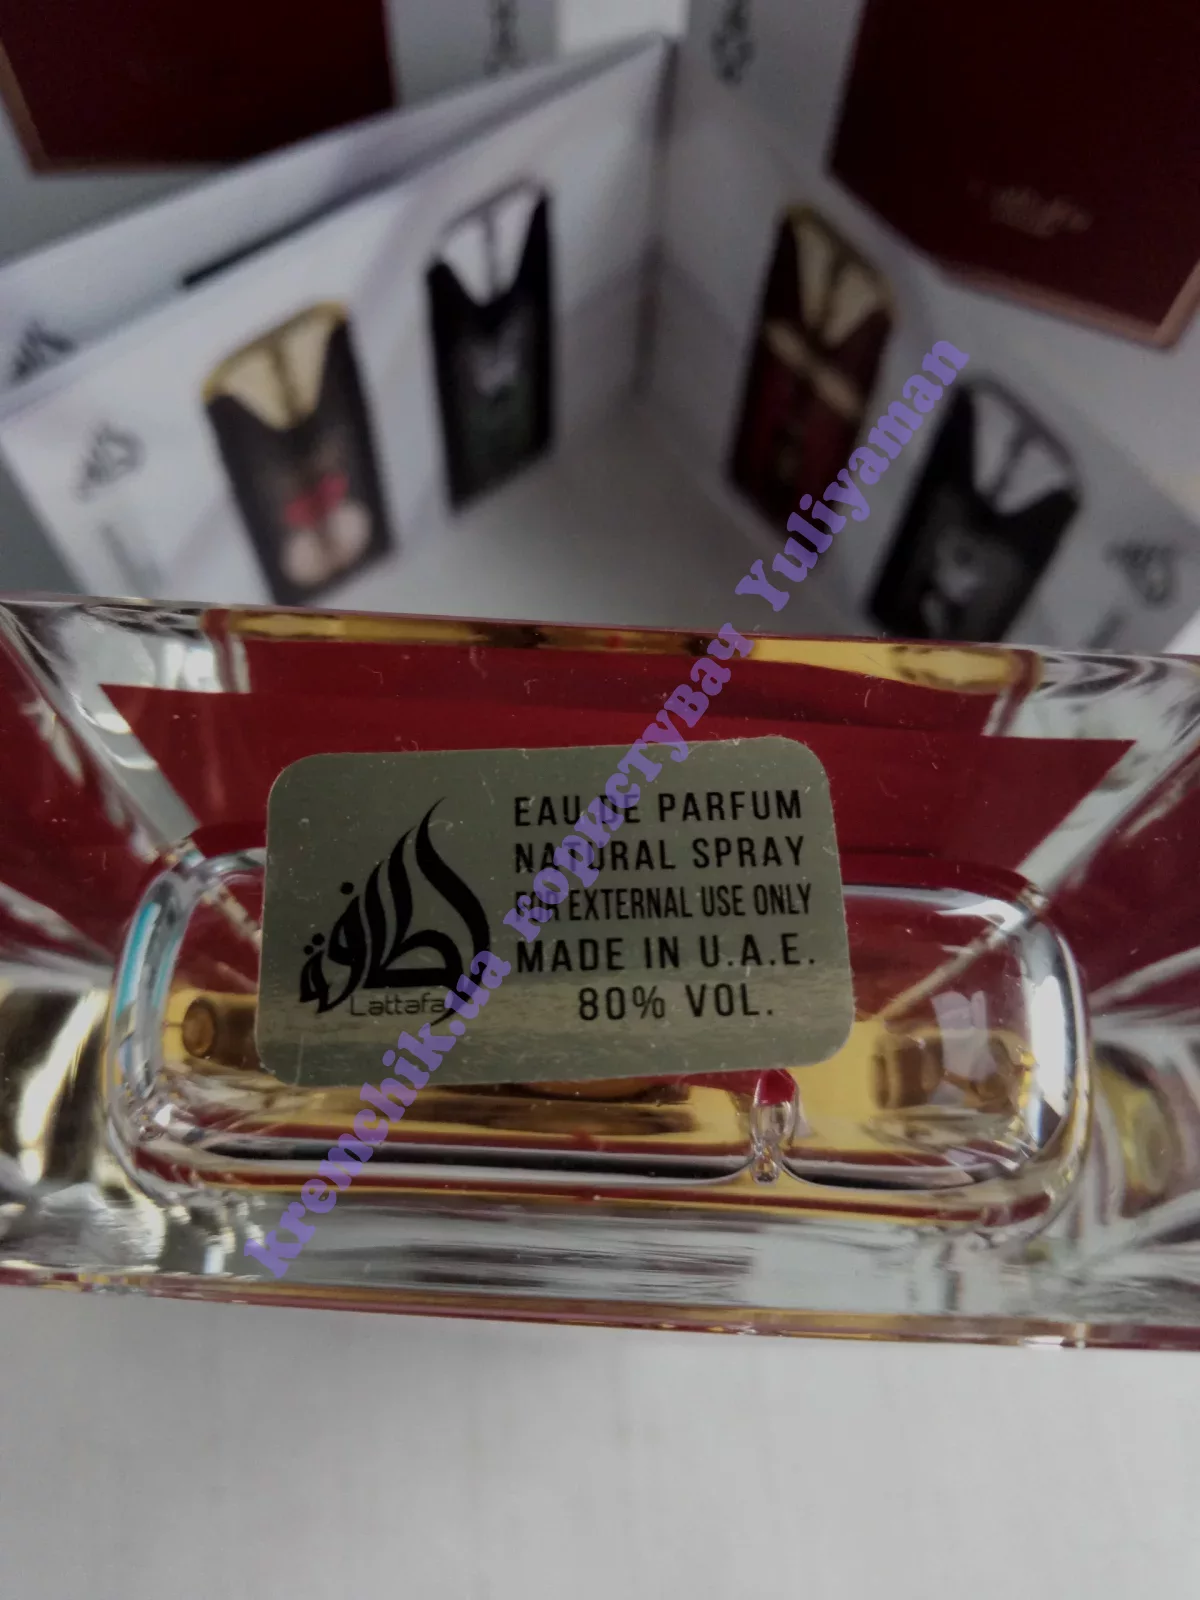 EAU DE PARFUM
NATURAL SPRAY
FOR EXTERNAL USE ONLY
MADE IN U.A.E.
80% VOL.
لطافة
Lattafa
kremchik.ua користувач Yuliyaman